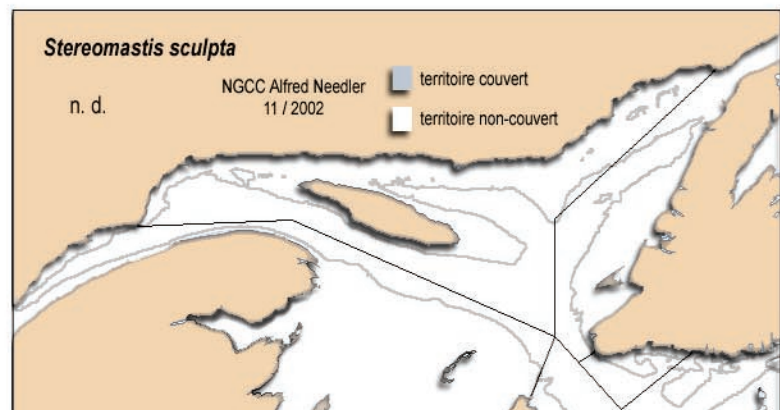 Stereomastis sculpta
n. d.
NGCC Alfred Needler
11 / 2002
territoire couvert
territoire non-couvert